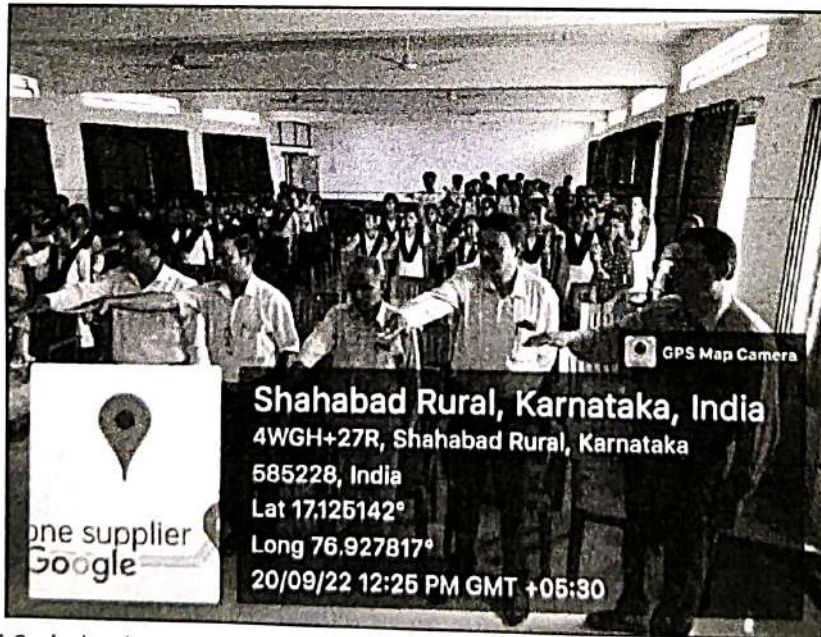 GPS Map Camera
Shahabad Rural, Karnataka, India
4WGH+27R, Shahabad Rural, Karnataka
585228, India
Lat 17.125142°
Long 76.927817°
20/09/22 12:25 PM GMT +05:30
one supplier
Google